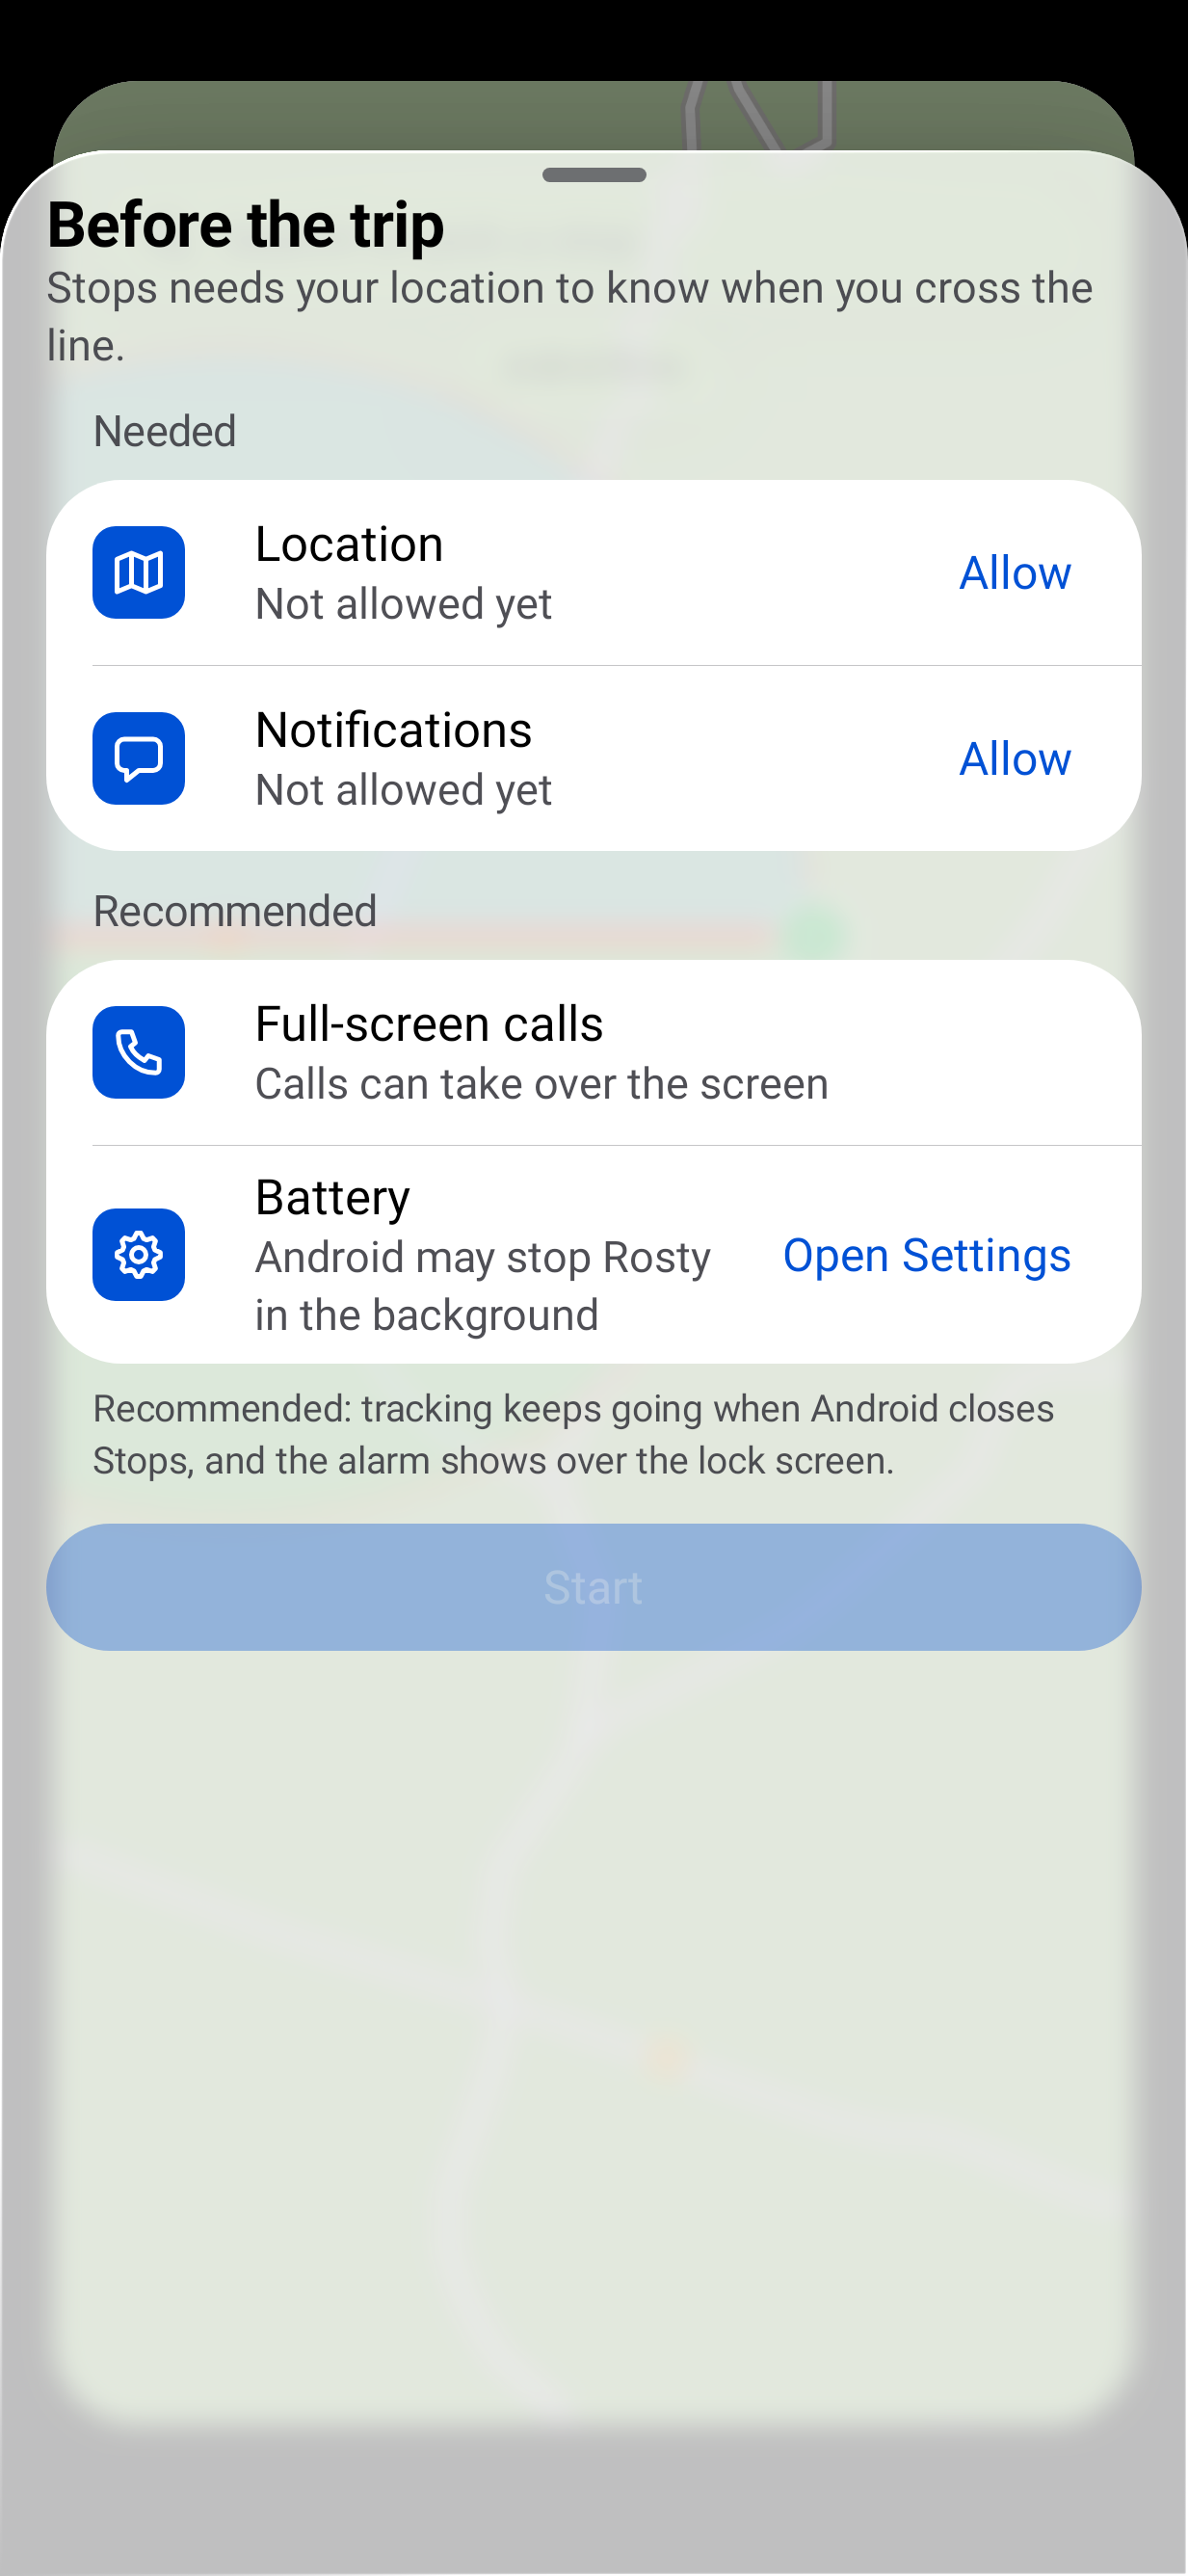 Before the trip
Stops needs your location to know when you cross the
line.
Needed
Location
Not allowed yet
Allow
Notifications
Not allowed yet
Allow
Recommended
Full-screen calls
Calls can take over the screen
Battery
Android may stop Rosty
in the background
Open Settings
Recommended: tracking keeps going when Android closes
Stops, and the alarm shows over the lock screen.
Start